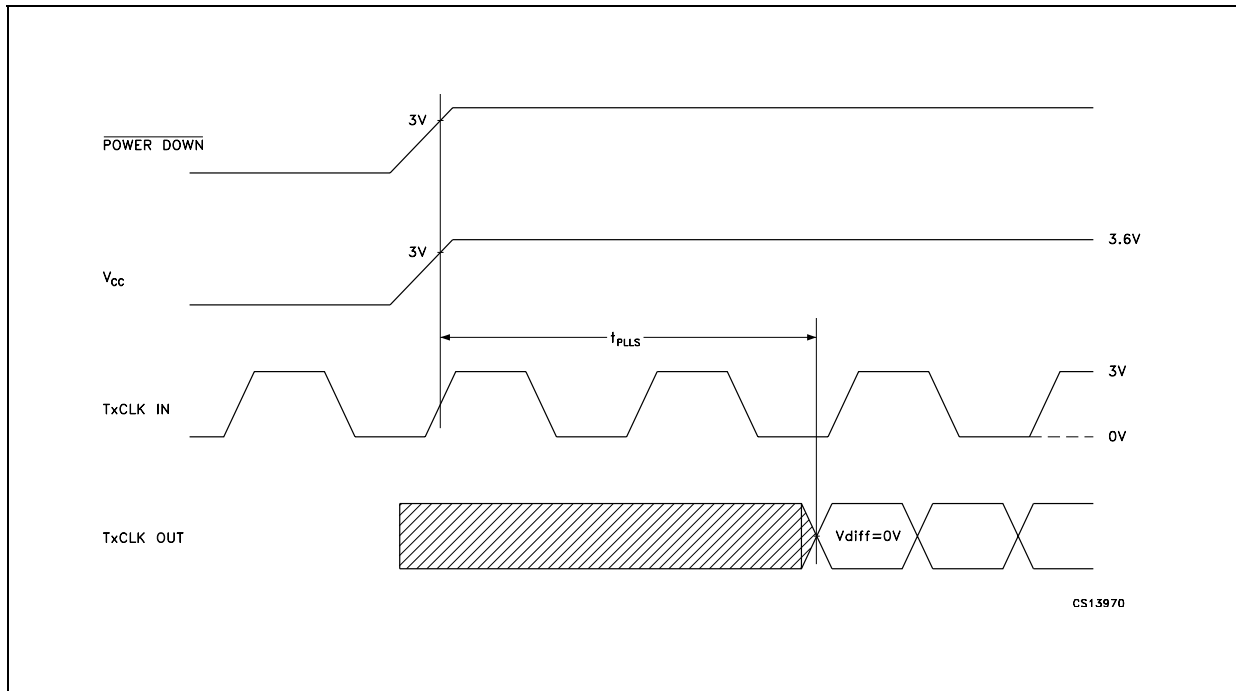 3V
POWER DOWN
3.6V
3V
VCC
tPLLS
3V
TxCLK IN
0V
TxCLK OUT
Vdiff=0V
CS13970